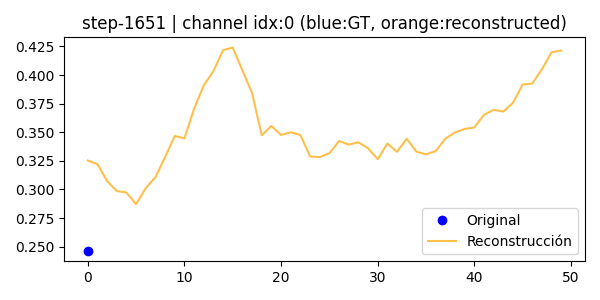 step-1651 | channel idx:0 (blue:GT, orange:reconstructed)
0.425
0.400
0.375
0.350
0.325
0.300
0.275
0.250
0 10 20 30 40 50
Original
Reconstrucción